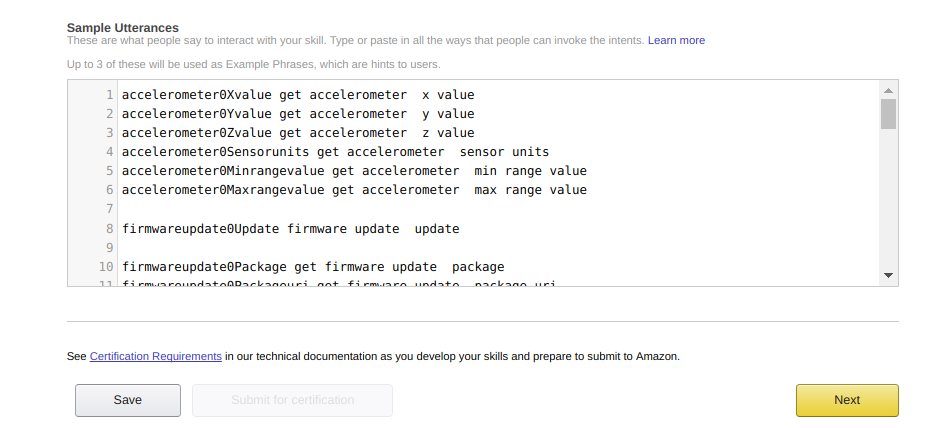 Sample Utterances
These are what people say to interact with your skill. Type or paste in all the ways that people can invoke the intents. Learn more
Up to 3 of these will be used as Example Phrases, which are hints to users.
1 accelerometer0Xvalue get accelerometer  x value
2 accelerometer0Yvalue get accelerometer  y value
3 accelerometer0Zvalue get accelerometer  z value
4 accelerometer0Sensorunits get accelerometer  sensor units
5 accelerometer0Minrangevalue get accelerometer  min range value
6 accelerometer0Maxrangevalue get accelerometer  max range value
7
8 firmwareupdate0Update firmware update  update
9
10 firmwareupdate0Package get firmware update  package
11 firmwareupdate0Packageuri get firmware update  package uri
See Certification Requirements in our technical documentation as you develop your skills and prepare to submit to Amazon.
Save Submit for certification Next